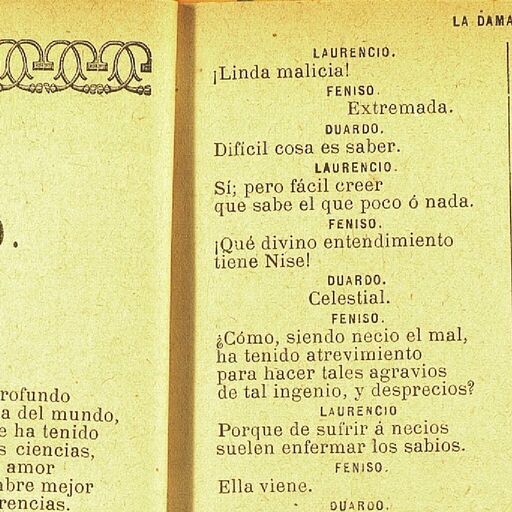 rofundo
a del mundo,
e ha tenido
s ciencias,
amor
bre mejor
rencias.
LA DAMA
LAURENCIO.
¡Linda malicia!
FENISO.
Extremada.
DUARDO.
Difícil cosa es saber.
LAURENCIO.
Sí; pero fácil creer
que sabe el que poco ó nada.
FENISO.
¡Qué divino entendimiento
tiene Nise!
DUARDO.
Celestial.
FENISO.
¿Cómo, siendo necio el mal,
ha tenido atrevimiento
para hacer tales agravios
de tal ingenio, y desprecios?
LAURENCIO
Porque de sufrir á necios
suelen enfermar los sabios.
FENISO.
Ella viene.
DUARDO.